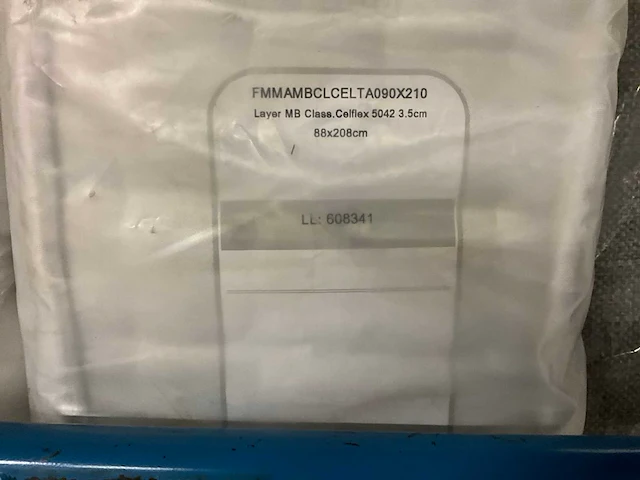 FMMAMBCLCELTA090X210
Layer MB Class.Celflex 5042 3.5cm
88x208cm
LL: 608341